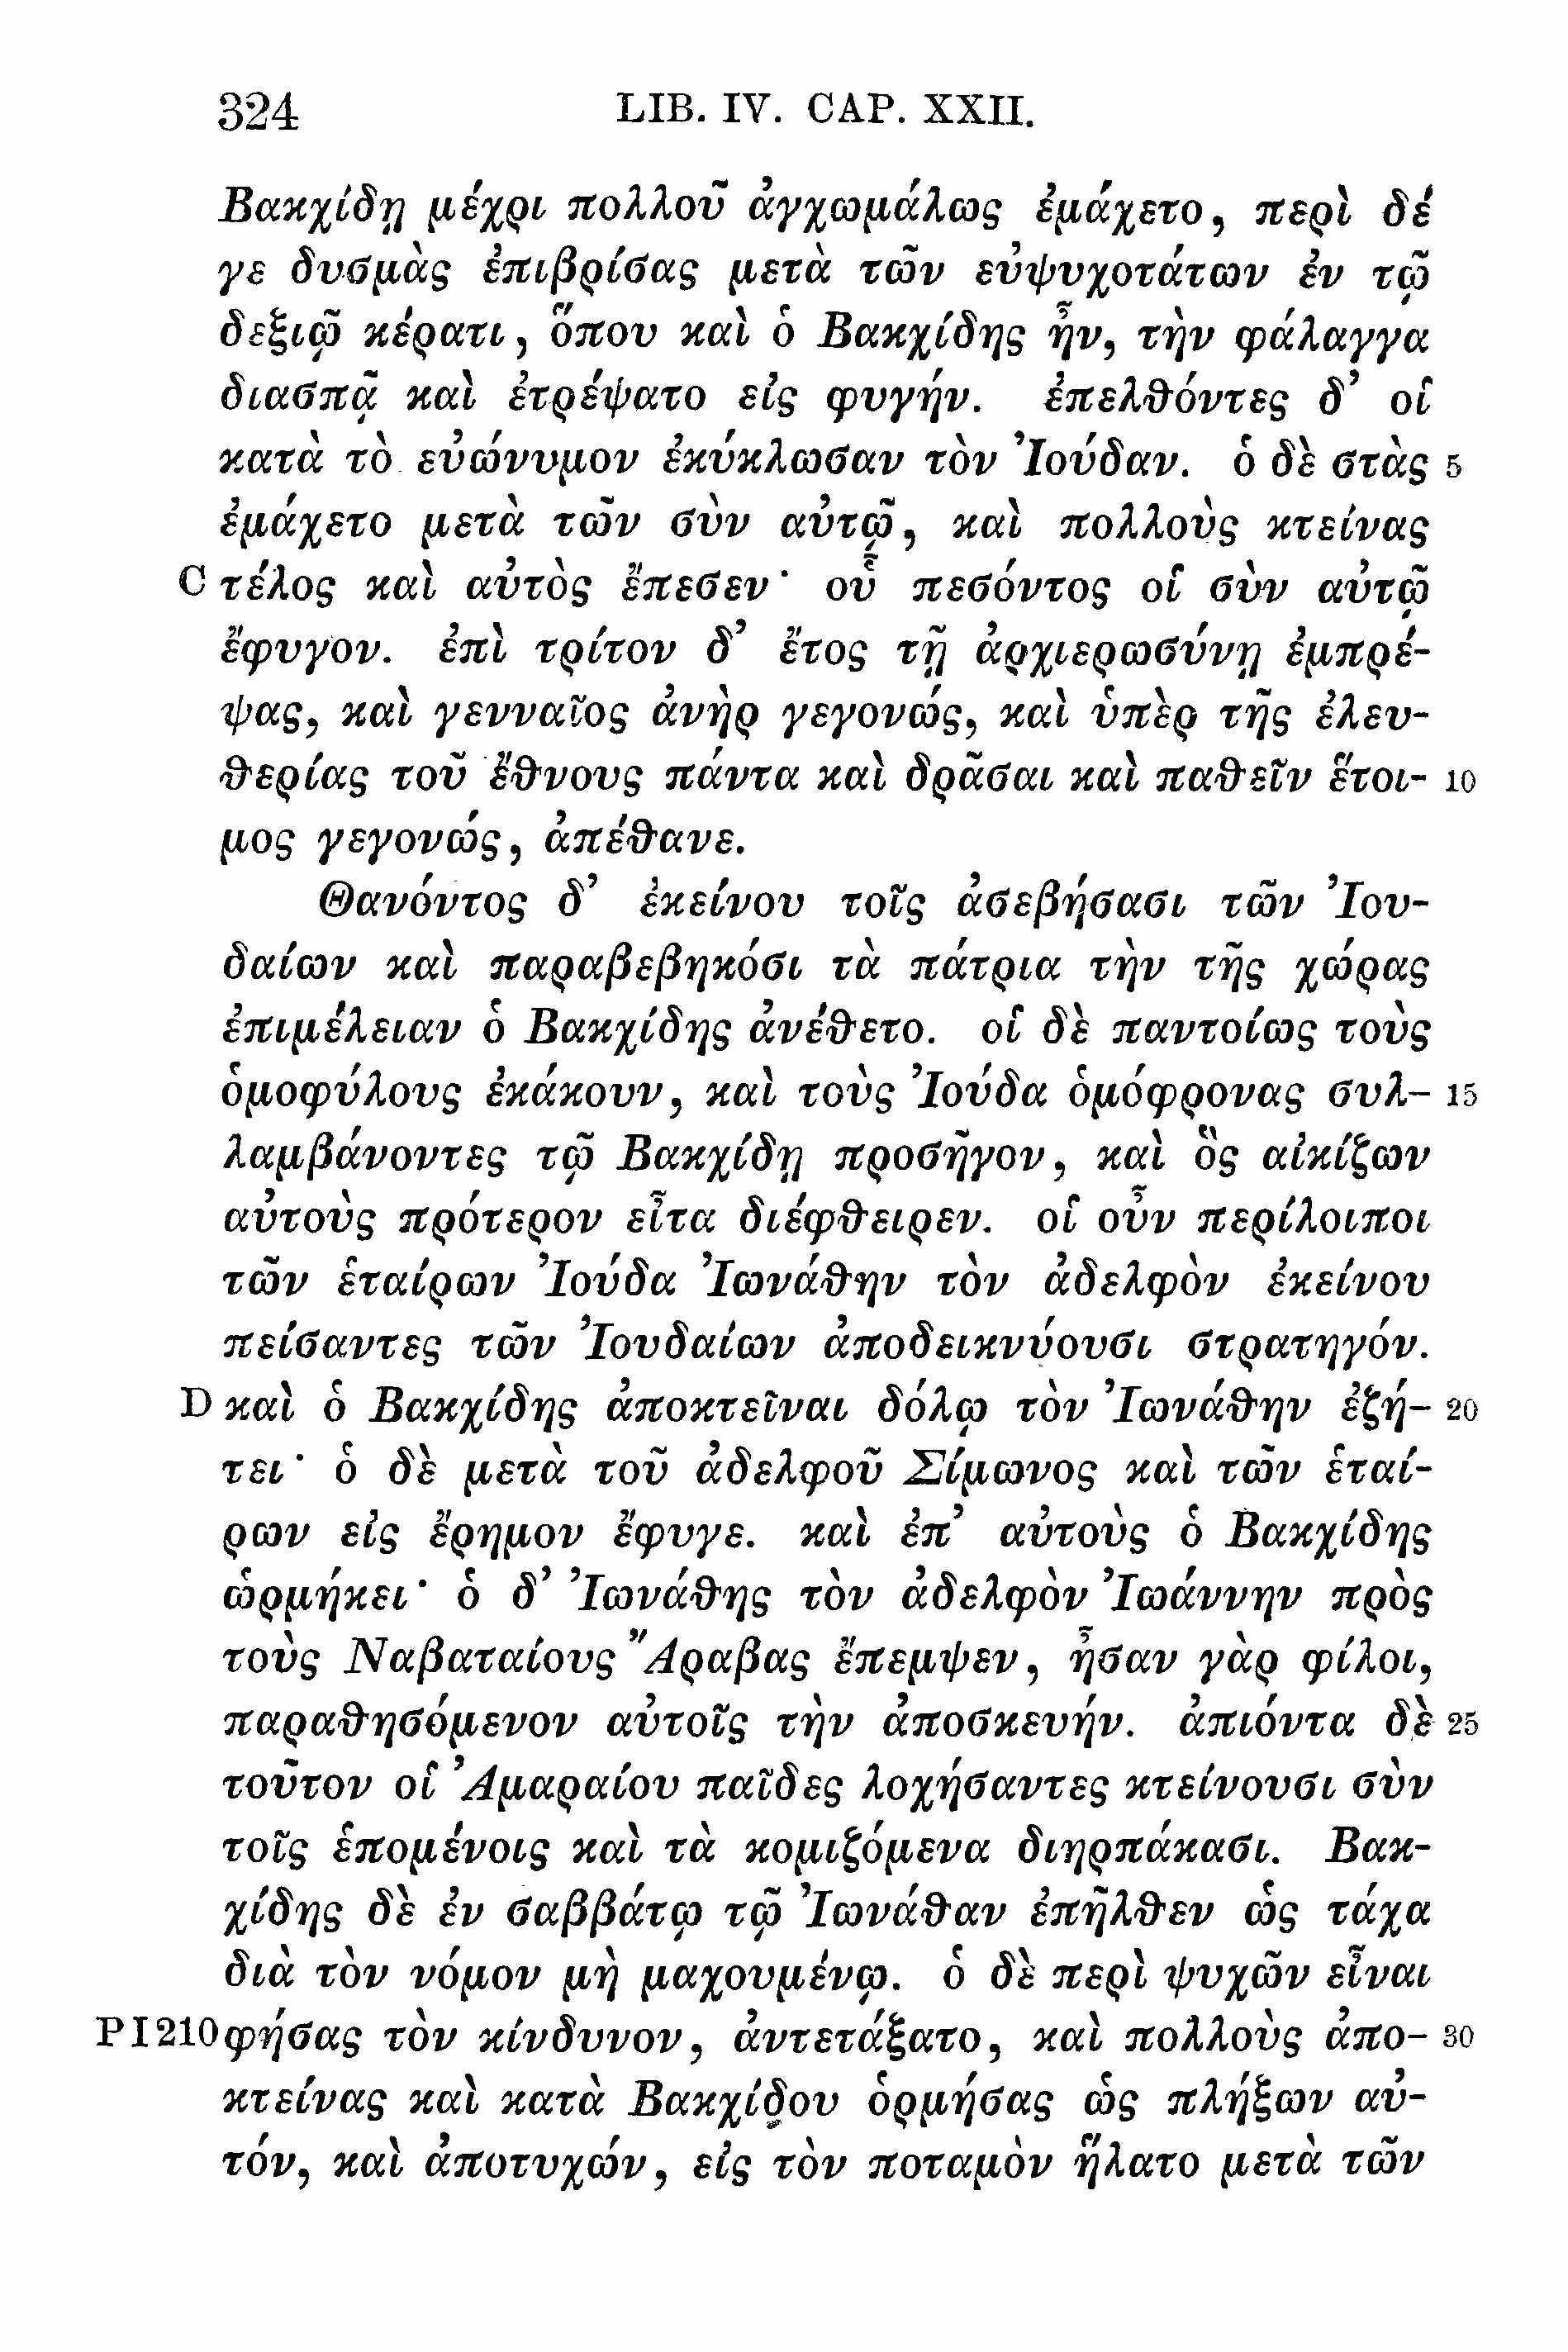 324 LIB. IV. CAP. XXII.
Βακχίδῃ μέχρι πολλοῦ ἀγχωμάλως ἐμάχετο, περὶ δέ
γε δυσμὰς ἐπιβρίσας μετὰ τῶν εὐψυχοτάτων ἐν τῷ
δεξιῷ κέρατι, ὅπου καὶ ὁ Βακχίδης ἦν, τὴν φάλαγγα
διασπᾷ καὶ ἐτρέψατο εἰς φυγήν. ἐπελθόντες δ’ οἱ
κατὰ τὸ εὐώνυμον ἐκύκλωσαν τὸν Ἰούδαν. ὁ δὲ στὰς 5
ἐμάχετο μετὰ τῶν σὺν αὐτῷ, καὶ πολλοὺς κτείνας
C τέλος καὶ αὐτὸς ἔπεσεν· οὗ πεσόντος οἱ σὺν αὐτῷ
ἔφυγον. ἐπὶ τρίτον δ’ ἔτος τῇ ἀρχιερωσύνῃ ἐμπρέ-
ψας, καὶ γενναῖος ἀνὴρ γεγονώς, καὶ ὑπὲρ τῆς ἐλευ-
θερίας τοῦ ἔθνους πάντα καὶ δρᾶσαι καὶ παθεῖν ἕτοι- 10
μος γεγονώς, ἀπέθανε.
Θανόντος δ’ ἐκείνου τοῖς ἀσεβήσασι τῶν Ἰου-
δαίων καὶ παραβεβηκόσι τὰ πάτρια τὴν τῆς χώρας
ἐπιμέλειαν ὁ Βακχίδης ἀνέθετο. οἱ δὲ παντοίως τοὺς
ὁμοφύλους ἐκάκουν, καὶ τοὺς Ἰούδα ὁμόφρονας συλ- 15
λαμβάνοντες τῷ Βακχίδῃ προσῆγον, καὶ ὃς αἰκίζων
αὐτοὺς πρότερον εἶτα διέφθειρεν. οἱ οὖν περίλοιποι
τῶν ἑταίρων Ἰούδα Ἰωνάθην τὸν ἀδελφὸν ἐκείνου
πείσαντες τῶν Ἰουδαίων ἀποδεικνύουσι στρατηγόν.
D καὶ ὁ Βακχίδης ἀποκτεῖναι δόλῳ τὸν Ἰωνάθην ἐζή- 20
τει· ὁ δὲ μετὰ τοῦ ἀδελφοῦ Σίμωνος καὶ τῶν ἑταί-
ρων εἰς ἔρημον ἔφυγε. καὶ ἐπ’ αὐτοὺς ὁ Βακχίδης
ὡρμήκει· ὁ δ’ Ἰωνάθης τὸν ἀδελφὸν Ἰωάννην πρὸς
τοὺς Ναβαταίους Ἄραβας ἔπεμψεν, ἦσαν γὰρ φίλοι,
παραθησόμενον αὐτοῖς τὴν ἀποσκευήν. ἀπιόντα δὲ 25
τοῦτον οἱ Ἀμαραίου παῖδες λοχήσαντες κτείνουσι σὺν
τοῖς ἑπομένοις καὶ τὰ κομιζόμενα διηρπάκασι. Βακ-
χίδης δὲ ἐν σαββάτῳ τῷ Ἰωνάθαν ἐπῆλθεν ὡς τάχα
διὰ τὸν νόμον μὴ μαχουμένῳ. ὁ δὲ περὶ ψυχῶν εἶναι
P I 210 φήσας τὸν κίνδυνον, ἀντετάξατο, καὶ πολλοὺς ἀπο- 30
κτείνας καὶ κατὰ Βακχίδου ὁρμήσας ὡς πλήξων αὐ-
τόν, καὶ ἀποτυχών, εἰς τὸν ποταμὸν ἥλατο μετὰ τῶν